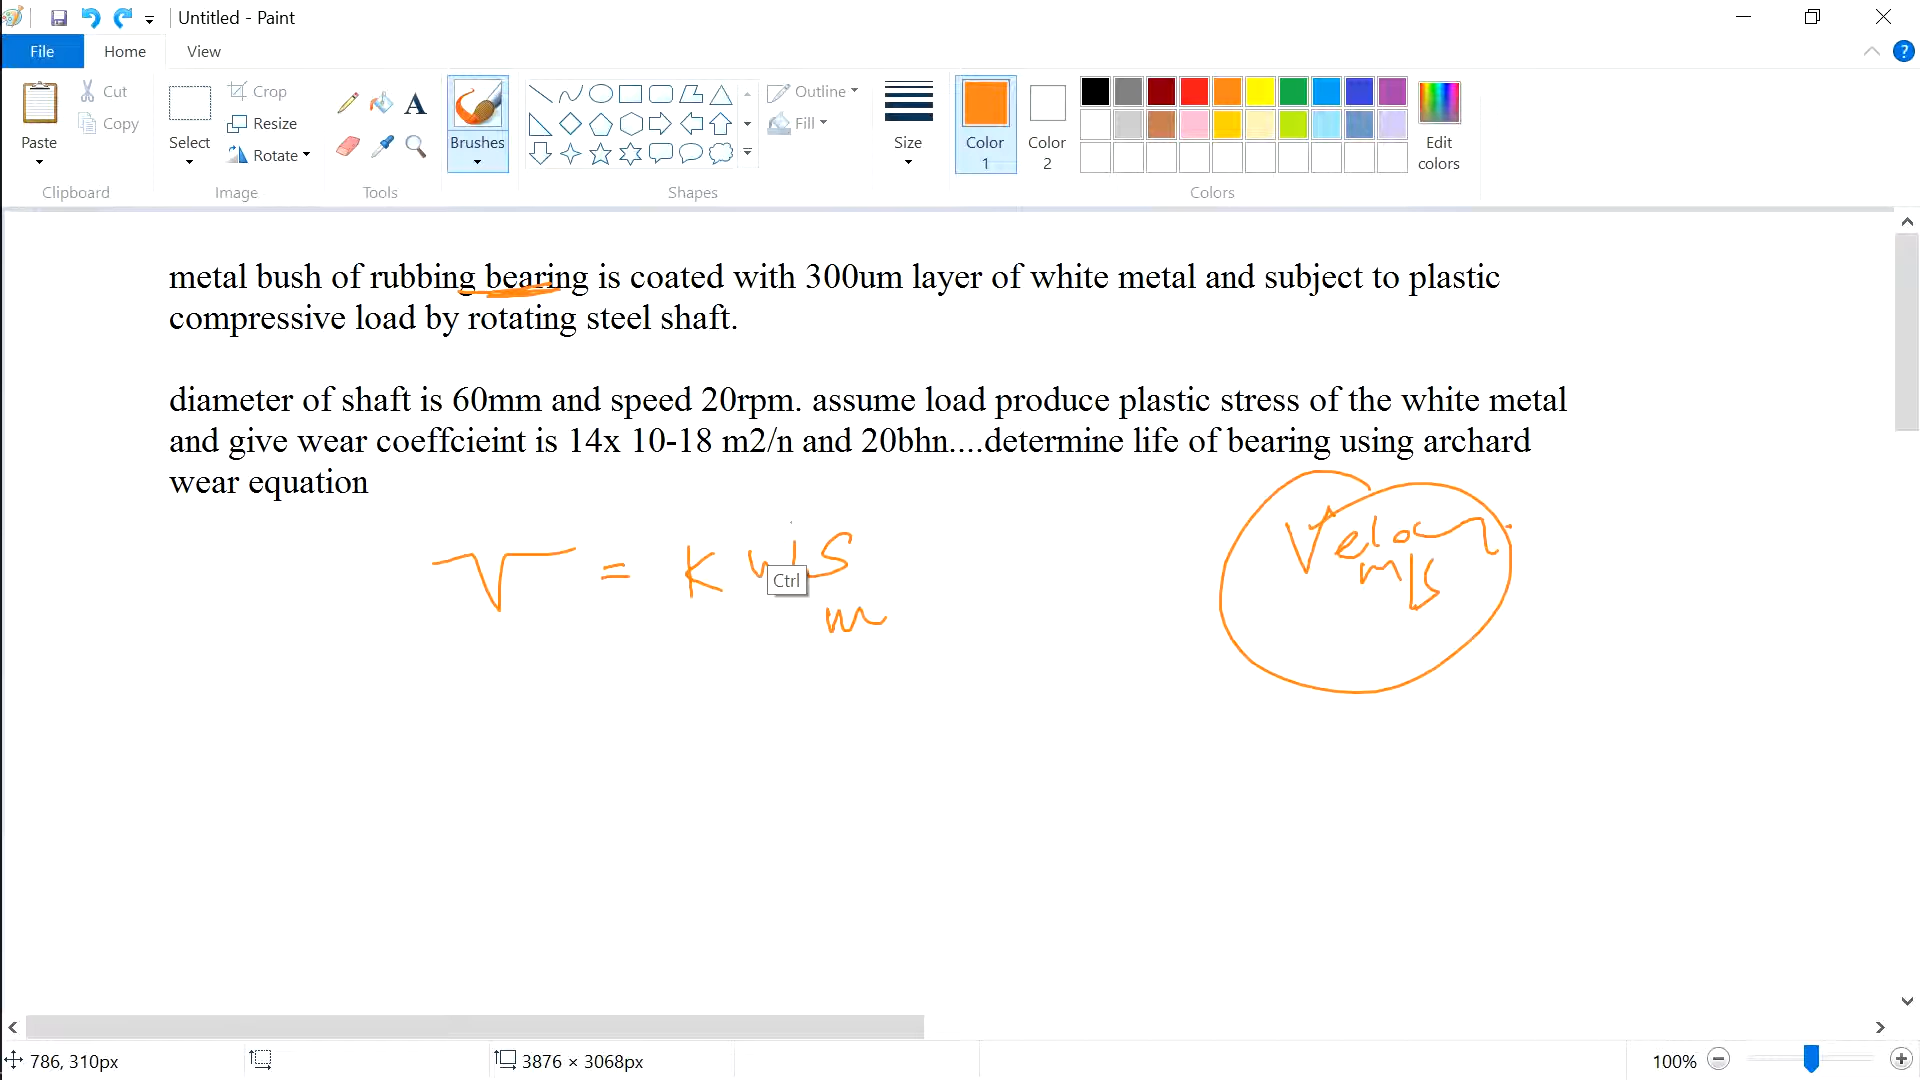 Untitled - Paint
File Home View
Paste
Cut
Copy
Clipboard
Select
Crop
Resize
Rotate
Image
A
Tools
Brushes
Shapes
Outline
Fill
Size
Color
1
Color
2
Edit
colors
Colors
metal bush of rubbing bearing is coated with 300um layer of white metal and subject to plastic
compressive load by rotating steel shaft.
diameter of shaft is 60mm and speed 20rpm. assume load produce plastic stress of the white metal
and give wear coeffcieint is 14x 10-18 m2/n and 20bhn....determine life of bearing using archard
wear equation
V = K W S
m
Ctrl
m/s
786, 310px
3876 × 3068px
100%